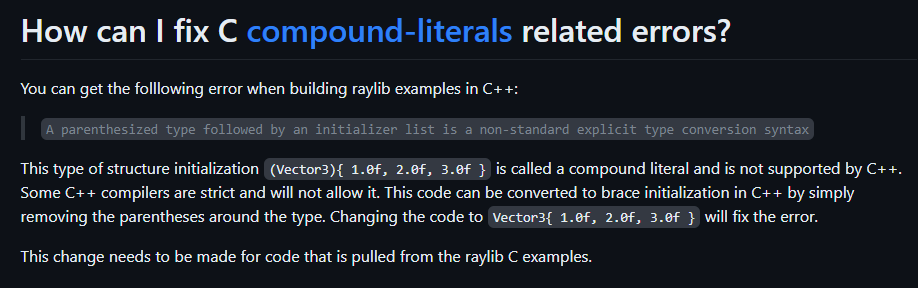 How can I fix C compound-literals related errors?
You can get the folllowing error when building raylib examples in C++:
A parenthesized type followed by an initializer list is a non-standard explicit type conversion syntax
This type of structure initialization (Vector3){ 1.0f, 2.0f, 3.0f } is called a compound literal and is not supported by C++.
Some C++ compilers are strict and will not allow it. This code can be converted to brace initialization in C++ by simply
removing the parentheses around the type. Changing the code to Vector3{ 1.0f, 2.0f, 3.0f } will fix the error.
This change needs to be made for code that is pulled from the raylib C examples.